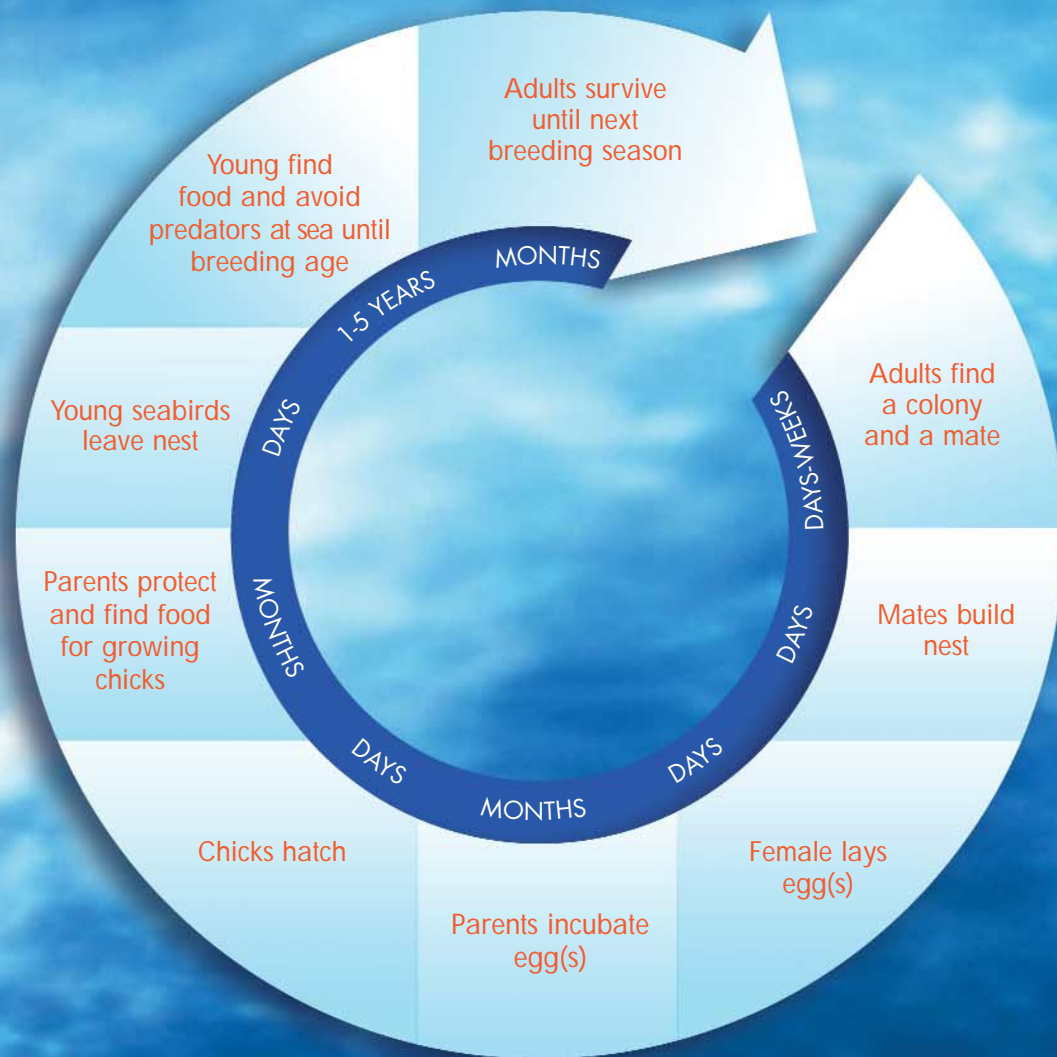 Adults survive
until next
breeding season
Young find
food and avoid
predators at sea until
breeding age
MONTHS
1-5 YEARS
Young seabirds
leave nest
DAYS
Adults find
a colony
and a mate
DAYS-WEEKS
Parents protect
and find food
for growing
chicks
MONTHS
Mates build
nest
DAYS
Chicks hatch
DAYS
Parents incubate
egg(s)
MONTHS
Female lays
egg(s)
DAYS